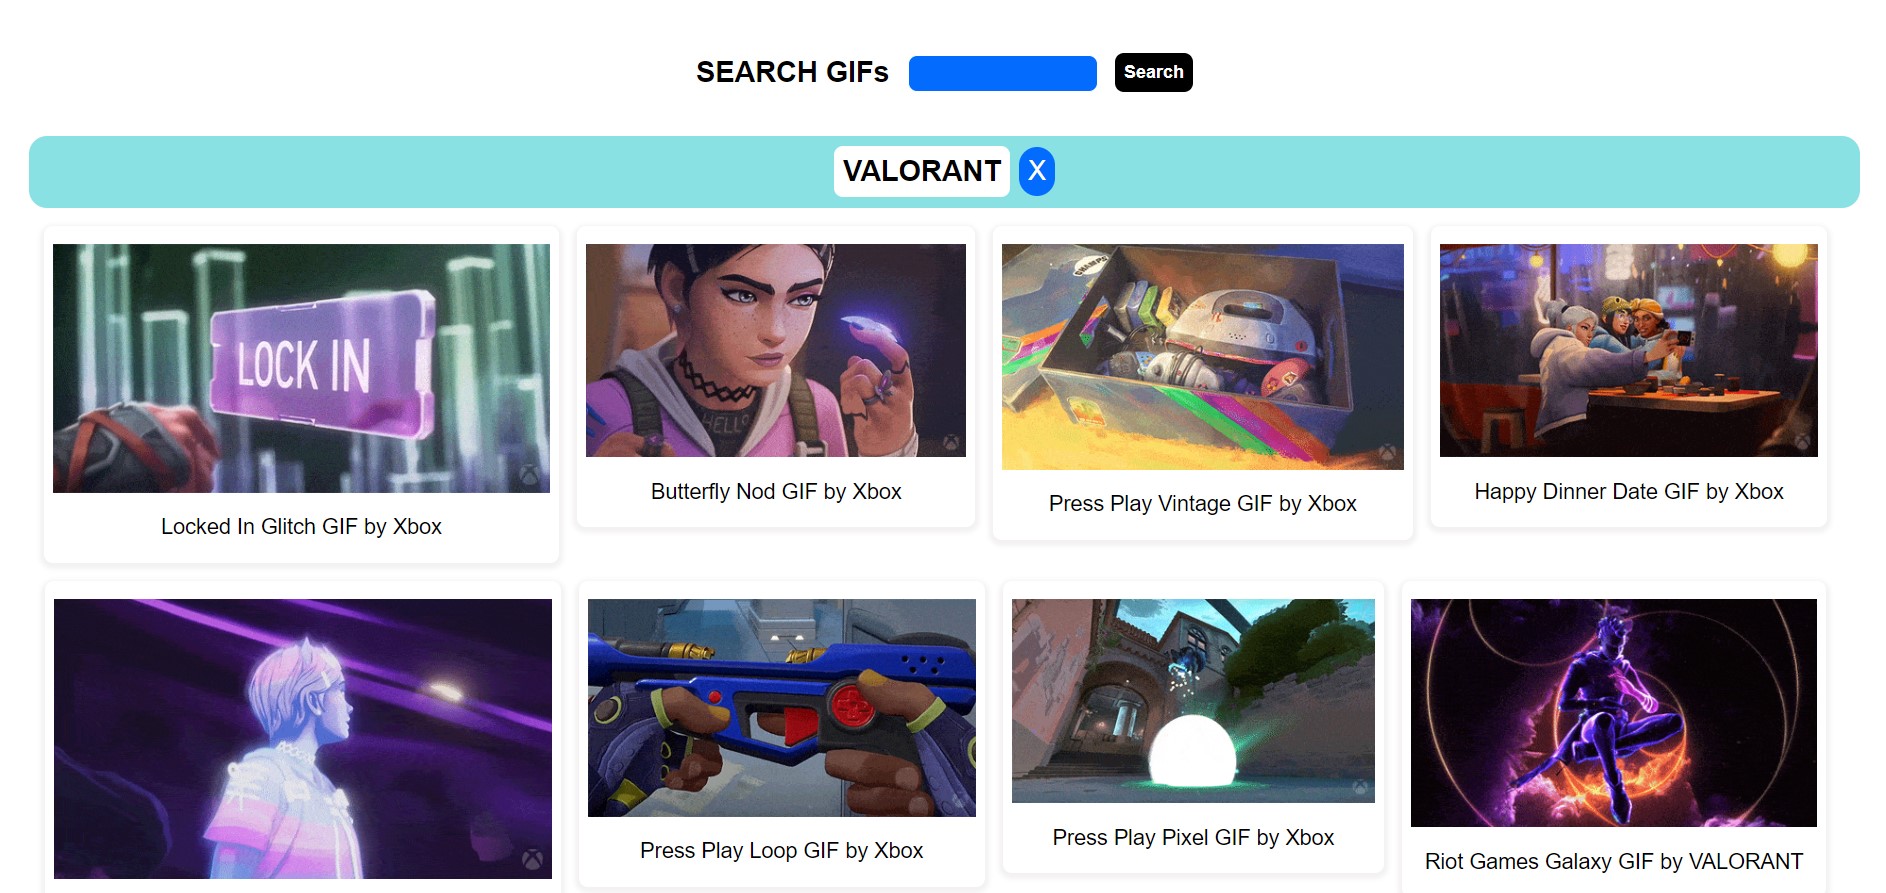 SEARCH GIFs
Search
VALORANT X
LOCK IN
HELLO
CHAMPS
Locked In Glitch GIF by Xbox
Butterfly Nod GIF by Xbox
Press Play Vintage GIF by Xbox
Happy Dinner Date GIF by Xbox
Press Play Loop GIF by Xbox
Press Play Pixel GIF by Xbox
Riot Games Galaxy GIF by VALORANT